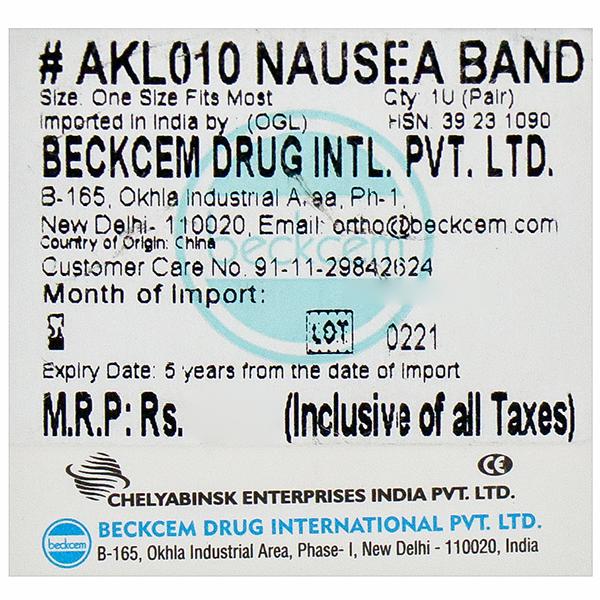 # AKL010 NAUSEA BAND
Size: One Size Fits Most Qty: 1U (Pair)
Imported in India by: (OGL) HSN: 39 23 1090
BECKCEM DRUG INTL. PVT. LTD.
B-165, Okhla Industrial Area, Ph-1,
New Delhi- 110020, Email: ortho@beckcem.com
Country of Origin: China
beckcem
Customer Care No. 91-11-29842624
Month of Import:
LOT 0221
Expiry Date: 5 years from the date of Import
M.R.P: Rs. (Inclusive of all Taxes)
CE
CHELYABINSK ENTERPRISES INDIA PVT. LTD.
beckcem BECKCEM DRUG INTERNATIONAL PVT. LTD.
B-165, Okhla Industrial Area, Phase- I, New Delhi - 110020, India